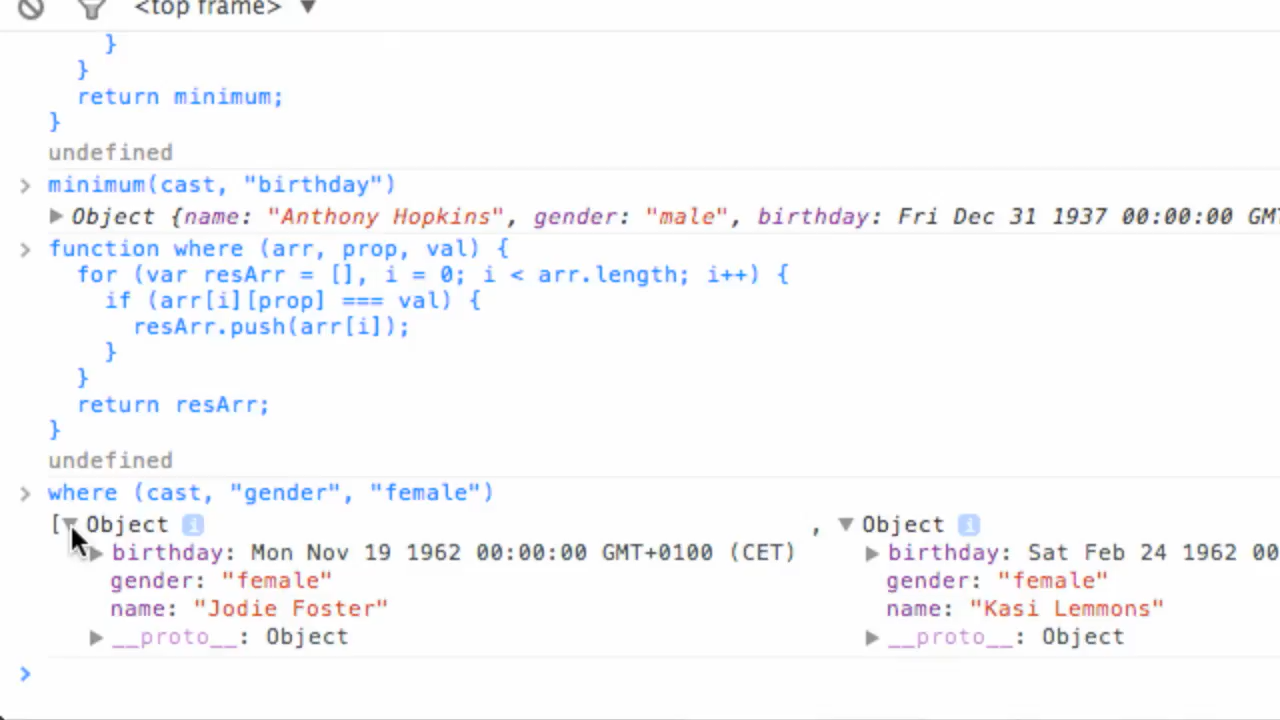 <top frame> ▼
}
}
return minimum;
}
undefined
> minimum(cast, "birthday")
▶ Object {name: "Anthony Hopkins", gender: "male", birthday: Fri Dec 31 1937 00:00:00
> function where (arr, prop, val) {
for (var resArr = [], i = 0; i < arr.length; i++) {
if (arr[i][prop] === val) {
resArr.push(arr[i]);
}
}
return resArr;
}
undefined
> where (cast, "gender", "female")
[▼ Object i , ▼ Object i
▶ birthday: Mon Nov 19 1962 00:00:00 GMT+0100 (CET) ▶ birthday: Sat Feb 24 1962 00
gender: "female" gender: "female"
name: "Jodie Foster" name: "Kasi Lemmons"
▶ __proto__: Object ▶ __proto__: Object
>